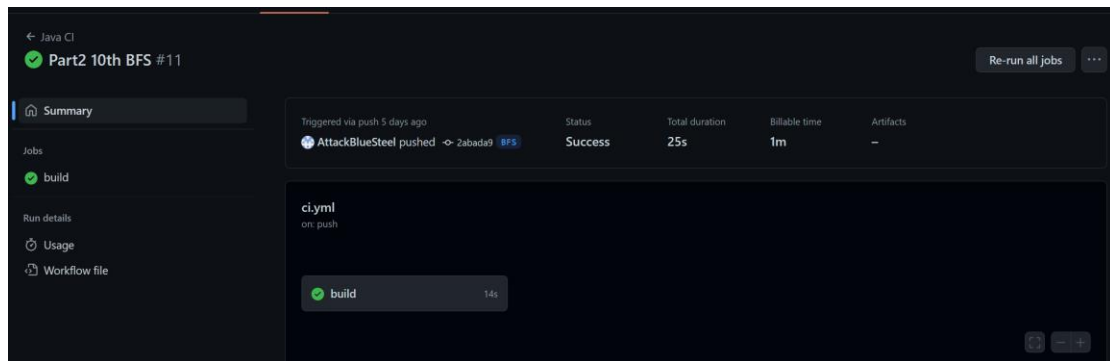 ← Java CI
Part2 10th BFS #11
Re-run all jobs
Summary
Jobs
build
Run details
Usage
Workflow file
Triggered via push 5 days ago
AttackBlueSteel pushed 2abada9 BFS
Status
Success
Total duration
25s
Billable time
1m
Artifacts
–
ci.yml
on: push
build 14s